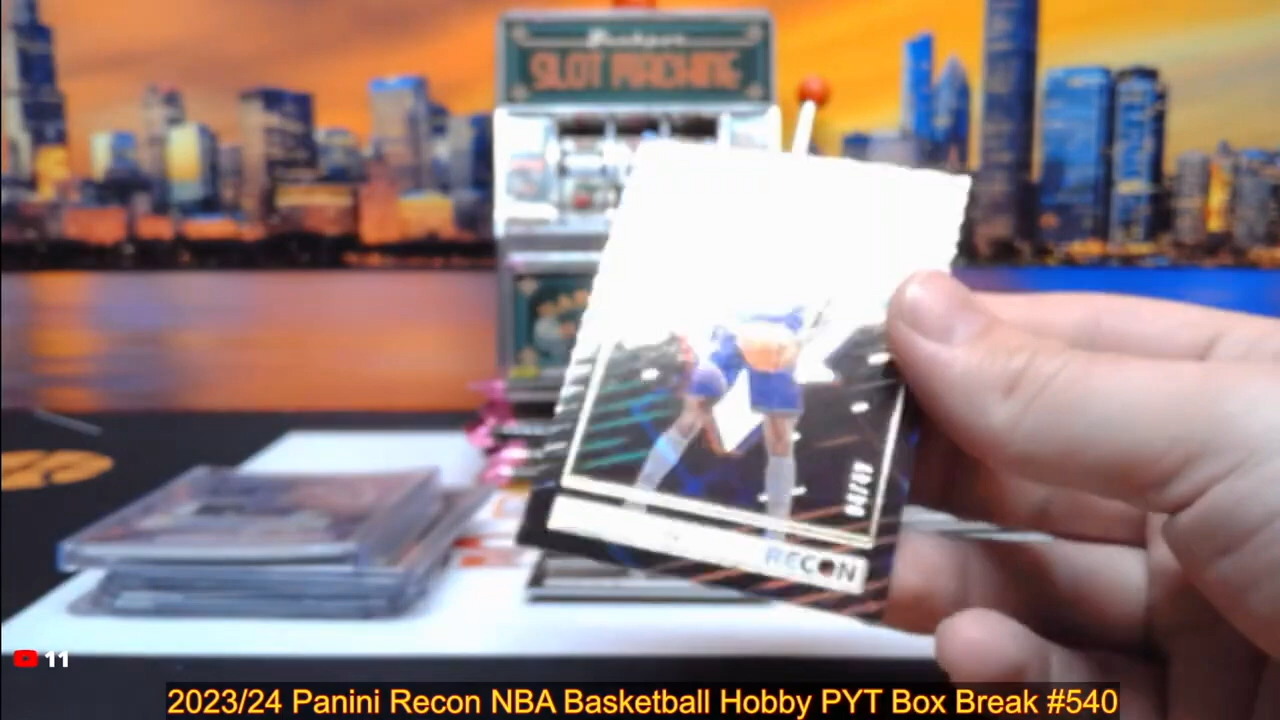 SLOT MACHINE
RECON
11
2023/24 Panini Recon NBA Basketball Hobby PYT Box Break #540